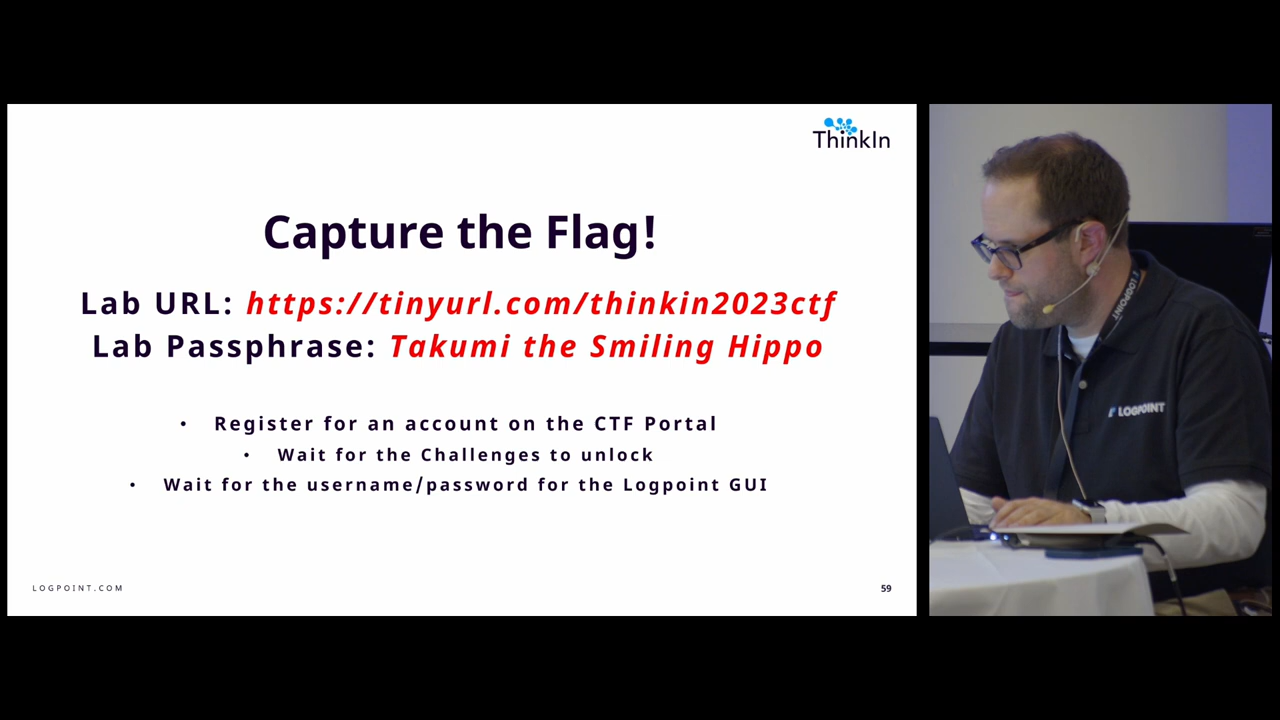 ThinkIn
Capture the Flag!
Lab URL: https://tinyurl.com/thinkin2023ctf
Lab Passphrase: Takumi the Smiling Hippo
• Register for an account on the CTF Portal
• Wait for the Challenges to unlock
• Wait for the username/password for the Logpoint GUI
LOGPOINT.COM
59
LOGPOINT
LOGPOINT